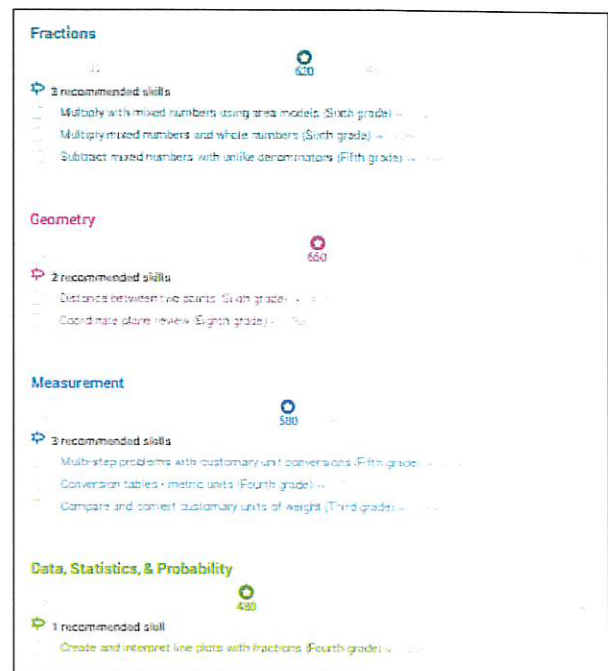 Fractions
620
3 recommended skills
Multiply with mixed numbers using area models (Sixth grade)
Multiply mixed numbers and whole numbers (Sixth grade)
Subtract mixed numbers with unlike denominators (Fifth grade)
Geometry
660
2 recommended skills
Distance between two points (Sixth grade)
Coordinate plane review (Eighth grade)
Measurement
580
3 recommended skills
Multi-step problems with customary unit conversions (Fifth grade)
Conversion tables - metric units (Fourth grade)
Compare and convert customary units of weight (Third grade)
Data, Statistics, & Probability
480
1 recommended skill
Create and interpret line plots with fractions (Fourth grade)